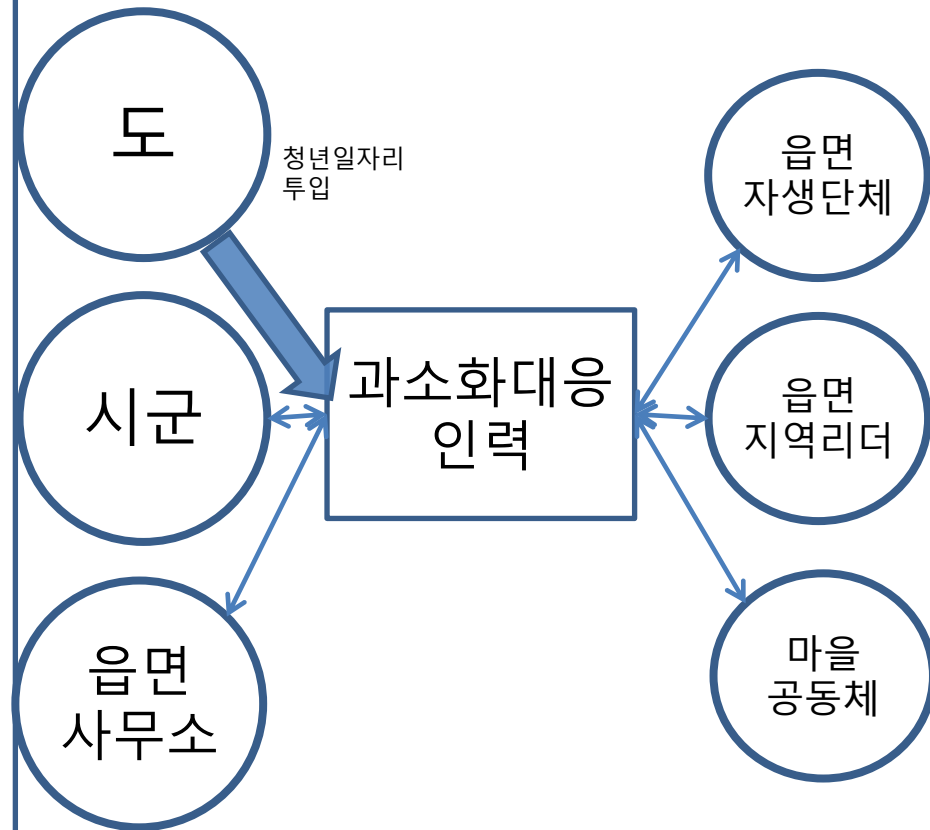 도
청년일자리
투입
읍면
자생단체
시군
과소화대응
인력
읍면
지역리더
읍면
사무소
마을
공동체